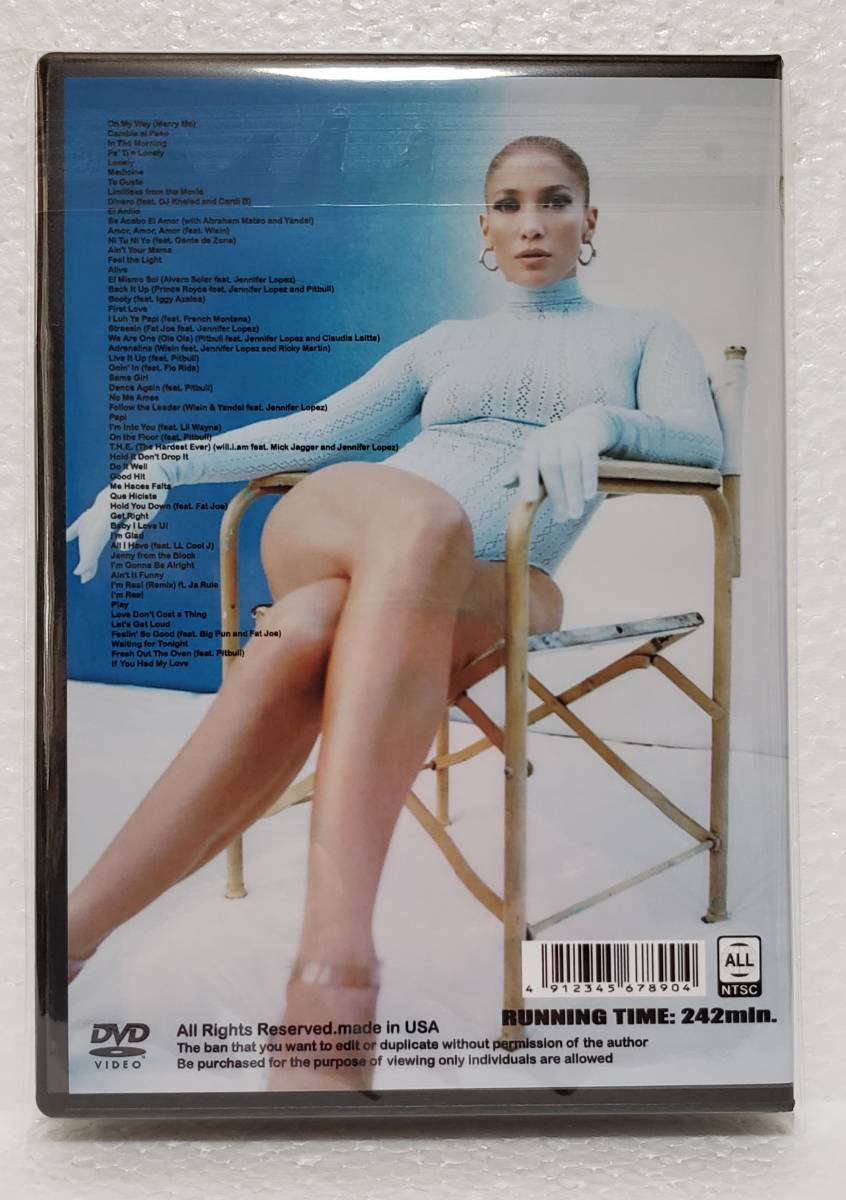 On My Way (Marry Me)
Cambia el Paso
In The Morning
Pa' Ti + Lonely
Lonely
Medicine
Te Guste
Limitless from the Movie
Dinero (feat. DJ Khaled and Cardi B)
El Anillo
Se Acabo El Amor (with Abraham Mateo and Yandel)
Amor, Amor, Amor (feat. Wisin)
Ni Tu Ni Yo (feat. Gente de Zona)
Ain't Your Mama
Feel the Light
Alive
El Mismo Sol (Alvaro Soler feat. Jennifer Lopez)
Back It Up (Prince Royce feat. Jennifer Lopez and Pitbull)
Booty (feat. Iggy Azalea)
First Love
I Luh Ya Papi (feat. French Montana)
Stressin (Fat Joe feat. Jennifer Lopez)
We Are One (Ole Ola) (Pitbull feat. Jennifer Lopez and Claudia Leitte)
Adrenalina (Wisin feat. Jennifer Lopez and Ricky Martin)
Live It Up (feat. Pitbull)
Goin' In (feat. Flo Rida)
Same Girl
Dance Again (feat. Pitbull)
No Me Ames
Follow the Leader (Wisin & Yandel feat. Jennifer Lopez)
Papi
I'm Into You (feat. Lil Wayne)
On the Floor (feat. Pitbull)
T.H.E. (The Hardest Ever) (will.i.am feat. Mick Jagger and Jennifer Lopez)
Hold It Don't Drop It
Do It Well
Good Hit
Me Haces Falta
Que Hiciste
Hold You Down (feat. Fat Joe)
Get Right
Baby I Love U!
I'm Glad
All I Have (feat. LL Cool J)
Jenny from the Block
I'm Gonna Be Alright
Ain't It Funny
I'm Real (Remix) ft. Ja Rule
I'm Real
Play
Love Don't Cost a Thing
Let's Get Loud
Feelin' So Good (feat. Big Pun and Fat Joe)
Waiting for Tonight
Fresh Out The Oven (feat. Pitbull)
If You Had My Love
4 912345 678904
ALL
NTSC
RUNNING TIME: 242min.
DVD
VIDEO
All Rights Reserved.made in USA
The ban that you want to edit or duplicate without permission of the author
Be purchased for the purpose of viewing only individuals are allowed